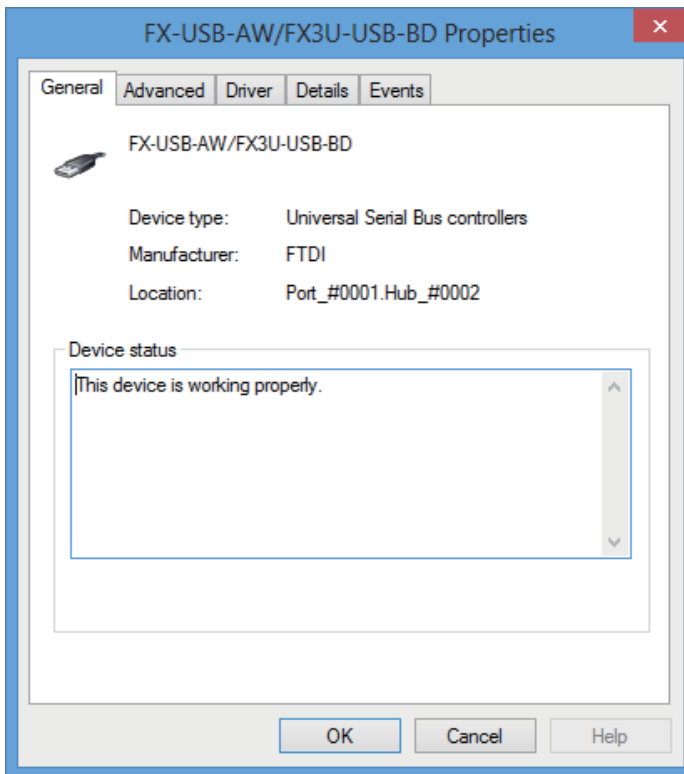 FX-USB-AW/FX3U-USB-BD Properties
General Advanced Driver Details Events
FX-USB-AW/FX3U-USB-BD
Device type: Universal Serial Bus controllers
Manufacturer: FTDI
Location: Port_#0001.Hub_#0002
Device status
This device is working properly.
OK Cancel Help